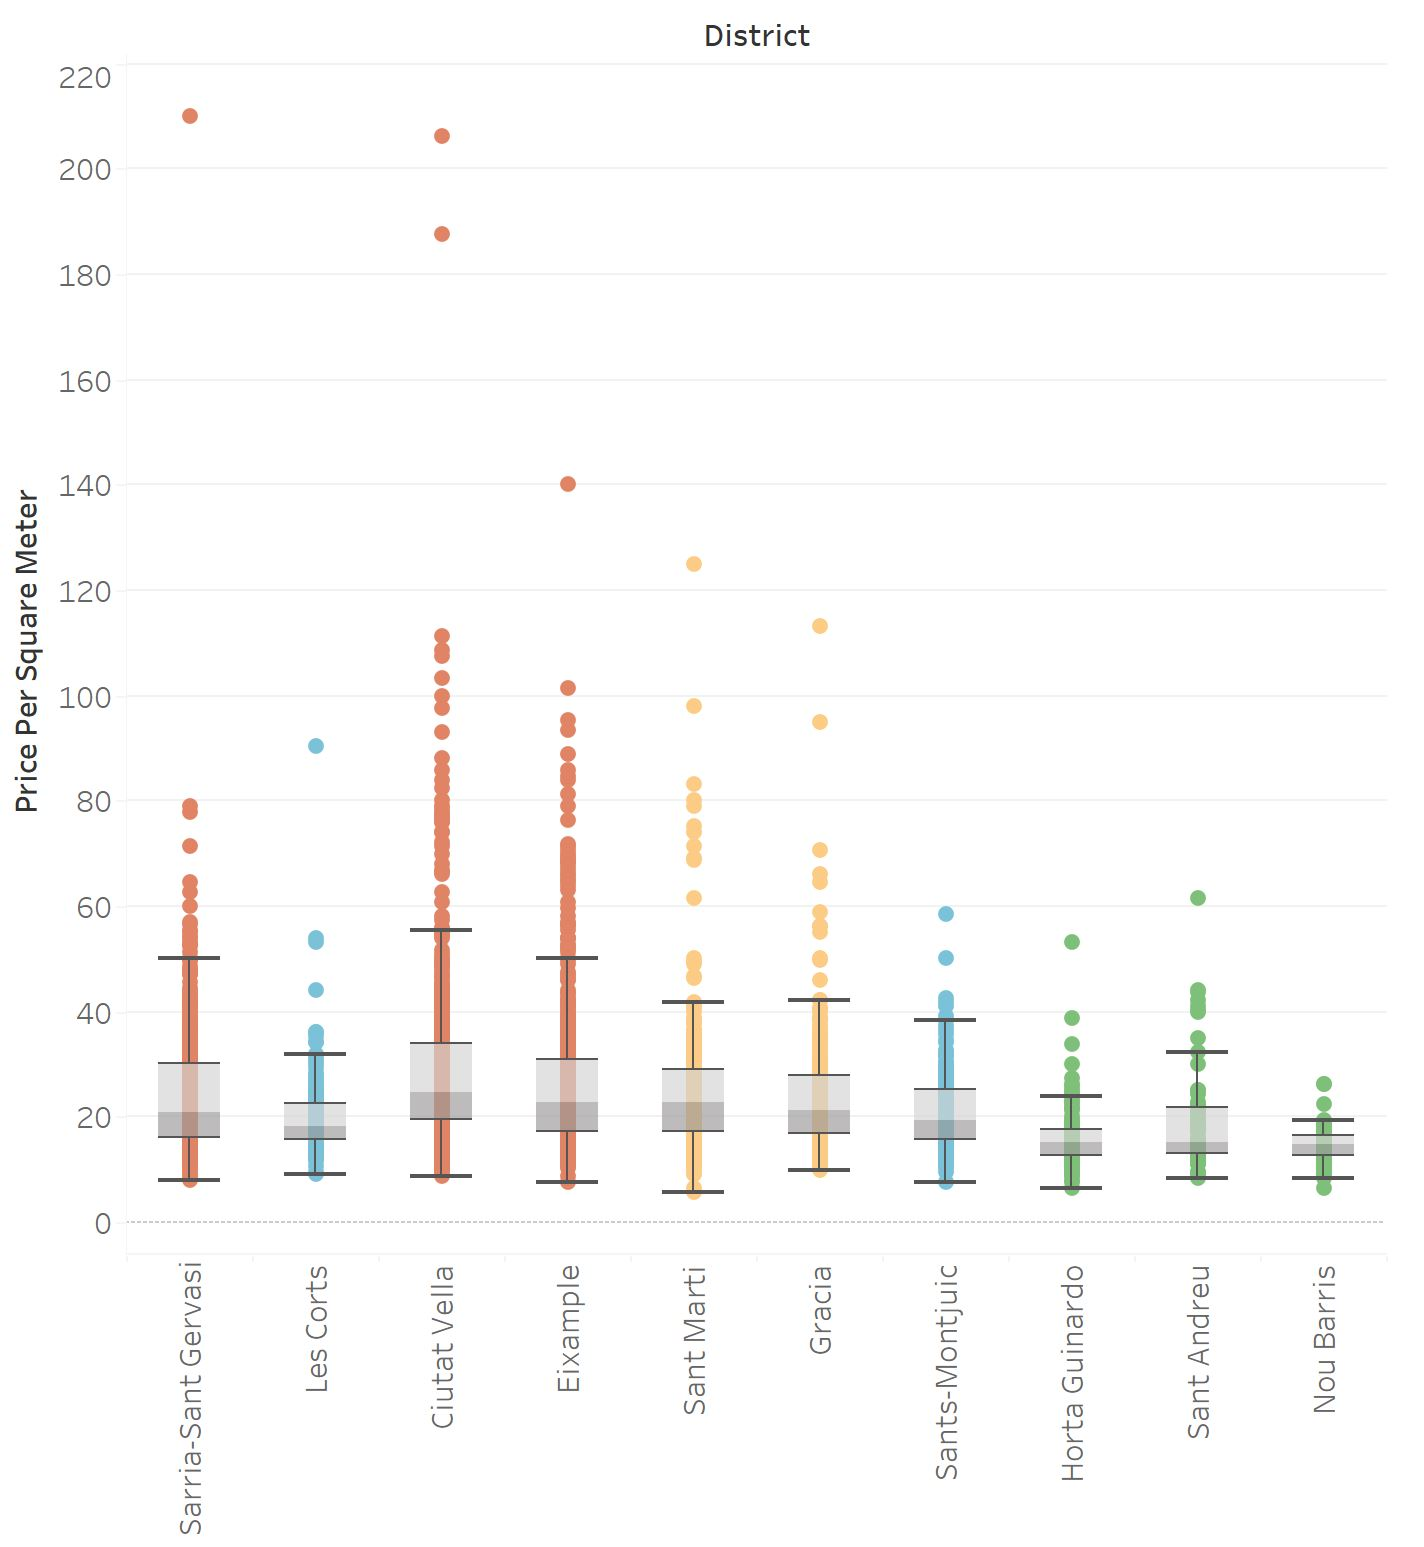 District
220
200
180
160
140
120
100
80
60
40
20
0
Price Per Square Meter
Sarria-Sant Gervasi
Les Corts
Ciutat Vella
Eixample
Sant Marti
Gracia
Sants-Montjuic
Horta Guinardo
Sant Andreu
Nou Barris